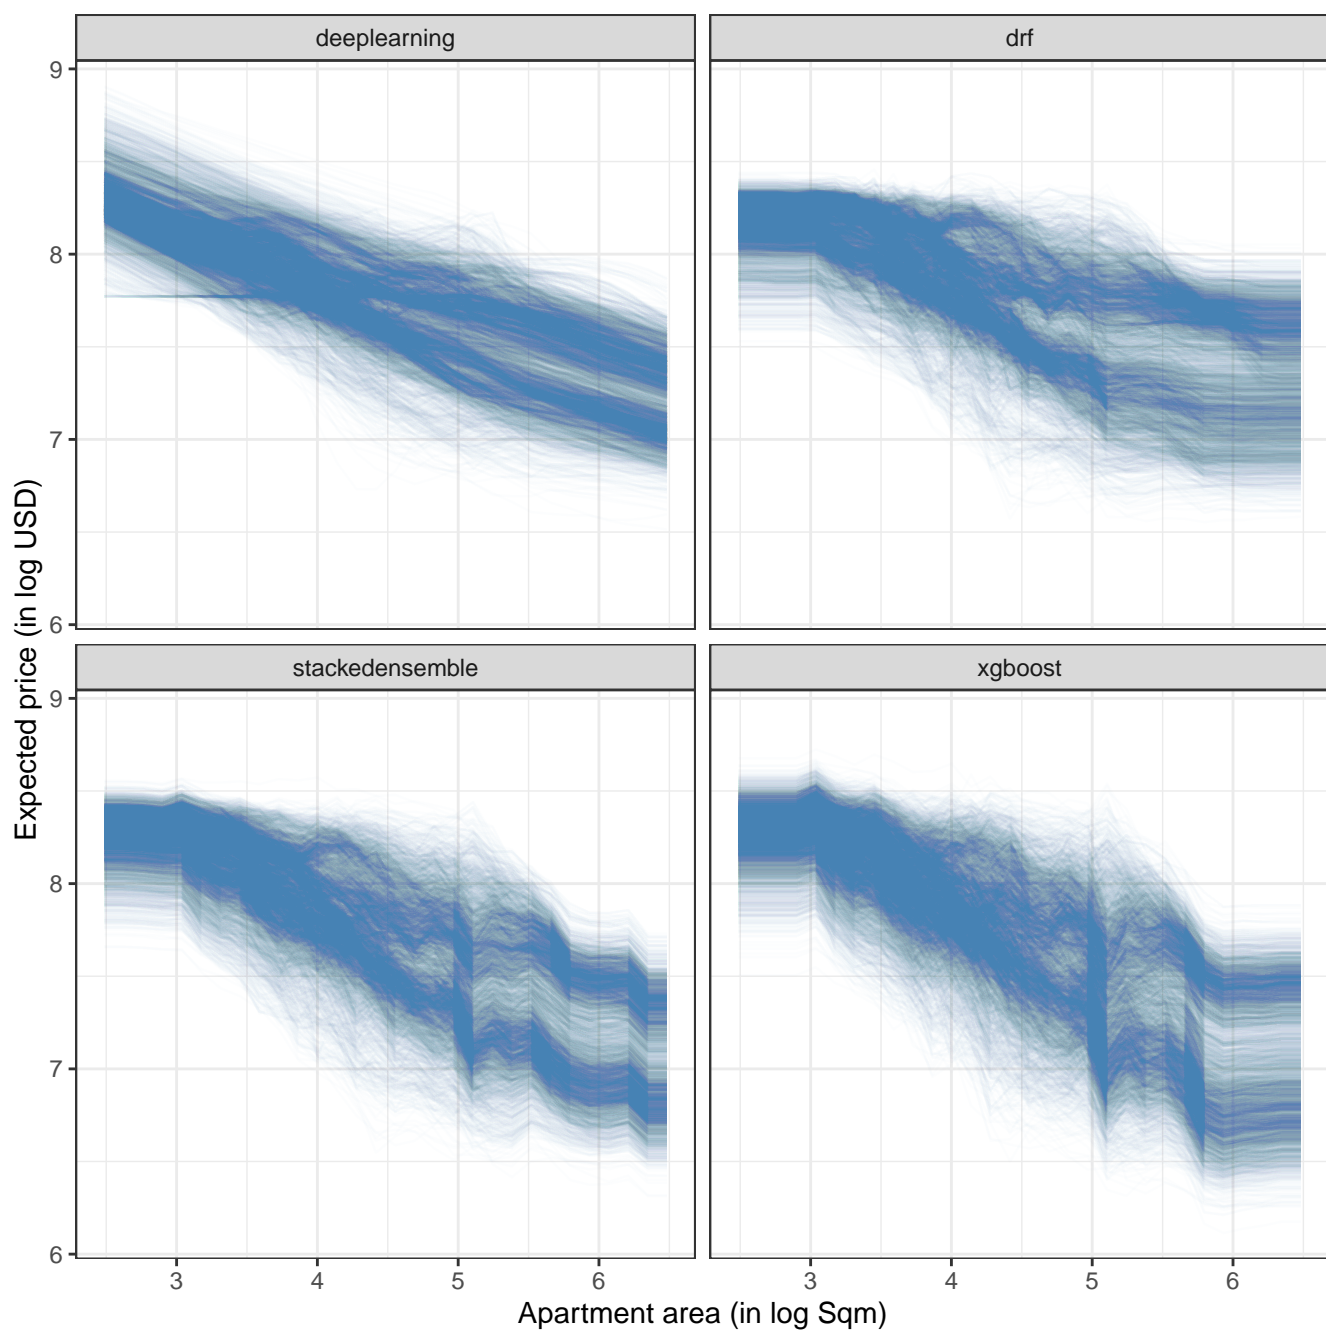 deeplearning
drf
9
8
7
6
stackedensemble
xgboost
9
8
7
6
Expected price (in log USD)
3
4
5
6
3
4
5
6
Apartment area (in log Sqm)